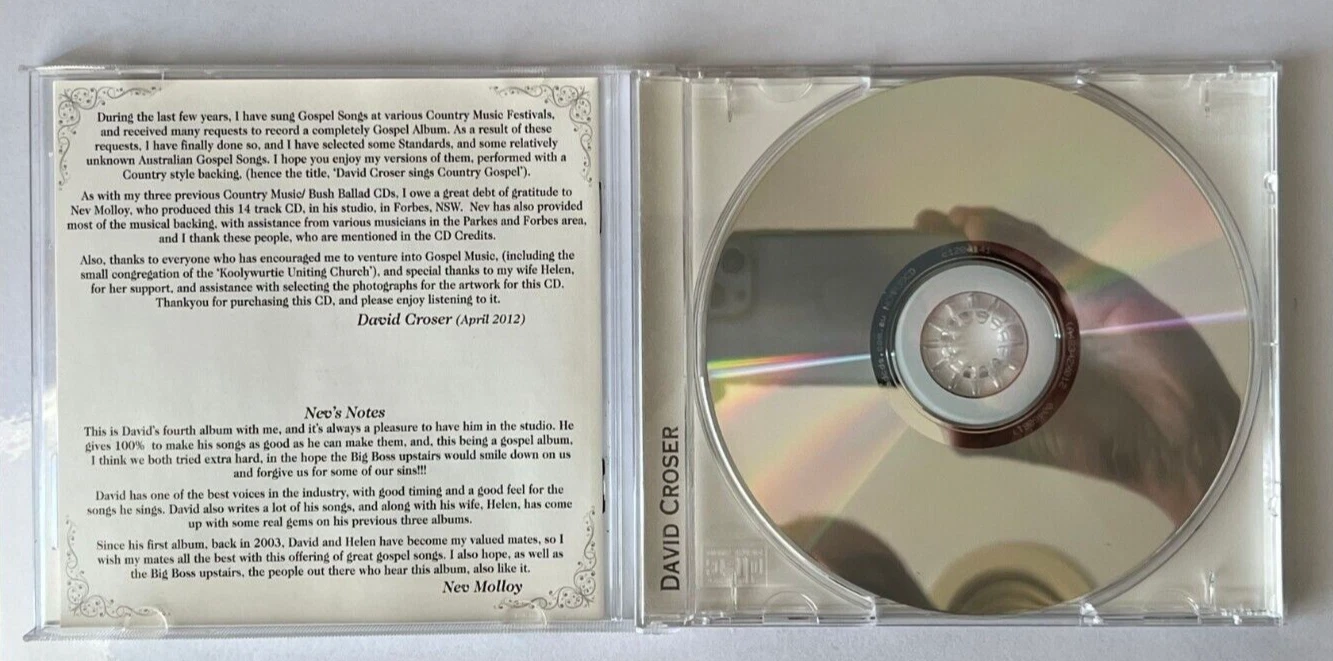 During the last few years, I have sung Gospel Songs at various Country Music Festivals,
and received many requests to record a completely Gospel Album. As a result of these
requests, I have finally done so, and I have selected some Standards, and some relatively
unknown Australian Gospel Songs. I hope you enjoy my versions of them, performed with a
Country style backing, (hence the title, 'David Croser sings Country Gospel').
As with my three previous Country Music/ Bush Ballad CDs, I owe a great debt of gratitude to
Nev Molloy, who produced this 14 track CD, in his studio, in Forbes, NSW. Nev has also provided
most of the musical backing, with assistance from various musicians in the Parkes and Forbes area,
and I thank these people, who are mentioned in the CD Credits.
Also, thanks to everyone who has encouraged me to venture into Gospel Music, (including the
small congregation of the 'Koolywurtie Uniting Church'), and special thanks to my wife Helen,
for her support, and assistance with selecting the photographs for the artwork for this CD.
Thankyou for purchasing this CD, and please enjoy listening to it.
David Croser (April 2012)
Nev's Notes
This is David's fourth album with me, and it's always a pleasure to have him in the studio. He
gives 100% to make his songs as good as he can make them, and, this being a gospel album,
I think we both tried extra hard, in the hope the Big Boss upstairs would smile down on us
and forgive us for some of our sins!!!
David has one of the best voices in the industry, with good timing and a good feel for the
songs he sings. David also writes a lot of his songs, and along with his wife, Helen, has come
up with some real gems on his previous three albums.
Since his first album, back in 2003, David and Helen have become my valued mates, so I
wish my mates all the best with this offering of great gospel songs. I also hope, as well as
the Big Boss upstairs, the people out there who hear this album, also like it.
Nev Molloy
DAVID CROSER